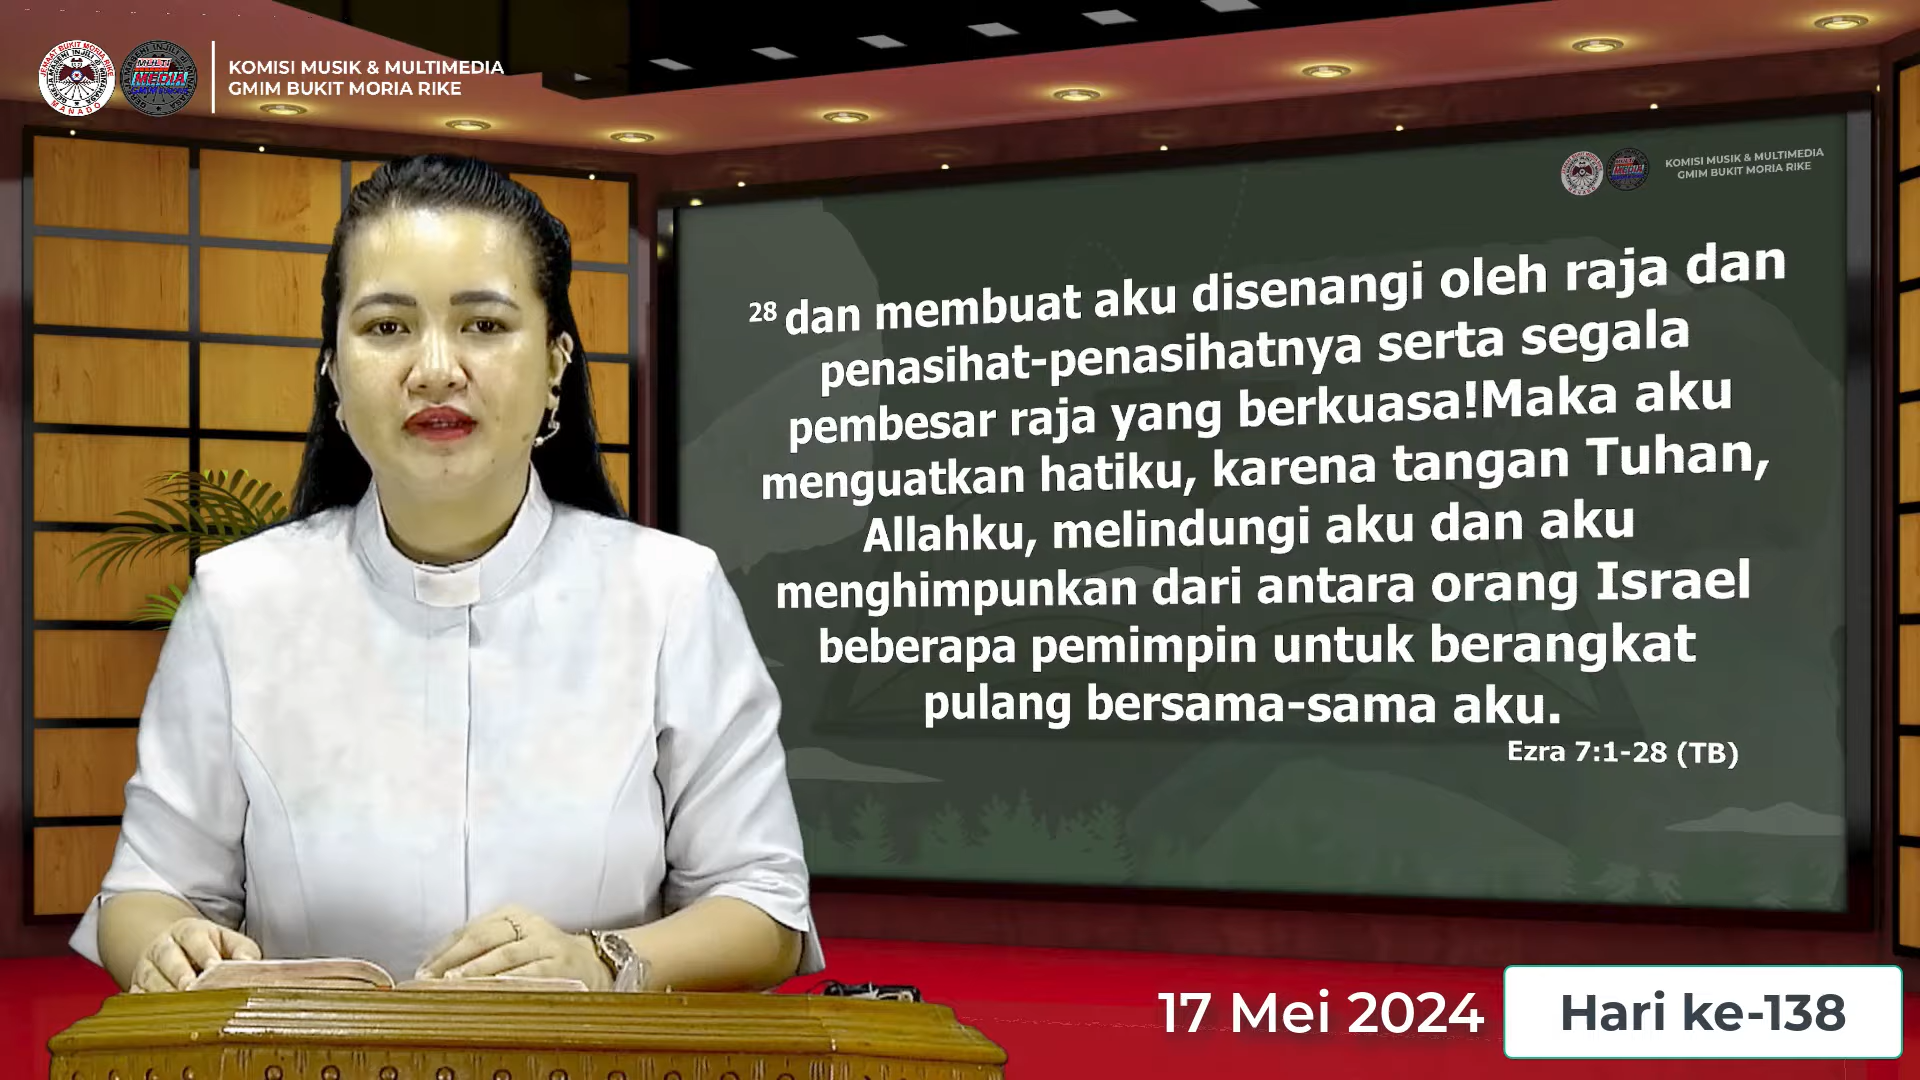 KOMISI MUSIK & MULTIMEDIA
GMIM BUKIT MORIA RIKE
KOMISI MUSIK & MULTIMEDIA
GMIM BUKIT MORIA RIKE
28 dan membuat aku disenangi oleh raja dan
penasihat-penasihatnya serta segala
pembesar raja yang berkuasa!Maka aku
menguatkan hatiku, karena tangan Tuhan,
Allahku, melindungi aku dan aku
menghimpunkan dari antara orang Israel
beberapa pemimpin untuk berangkat
pulang bersama-sama aku.
Ezra 7:1-28 (TB)
17 Mei 2024
Hari ke-138